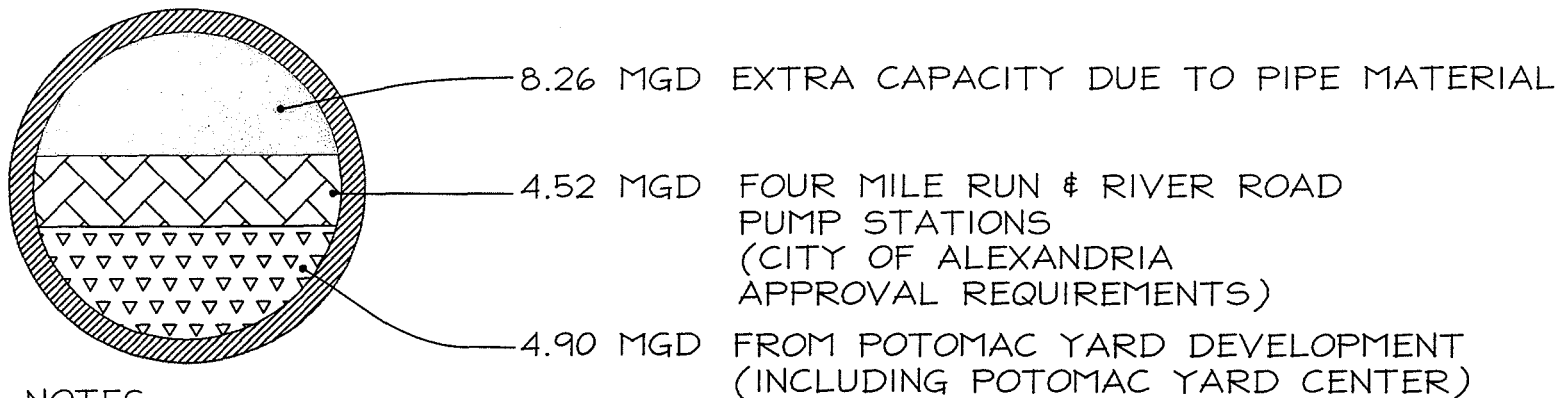 8.26 MGD EXTRA CAPACITY DUE TO PIPE MATERIAL
4.52 MGD FOUR MILE RUN & RIVER ROAD
PUMP STATIONS
(CITY OF ALEXANDRIA
APPROVAL REQUIREMENTS)
4.90 MGD FROM POTOMAC YARD DEVELOPMENT
(INCLUDING POTOMAC YARD CENTER)
NOTES